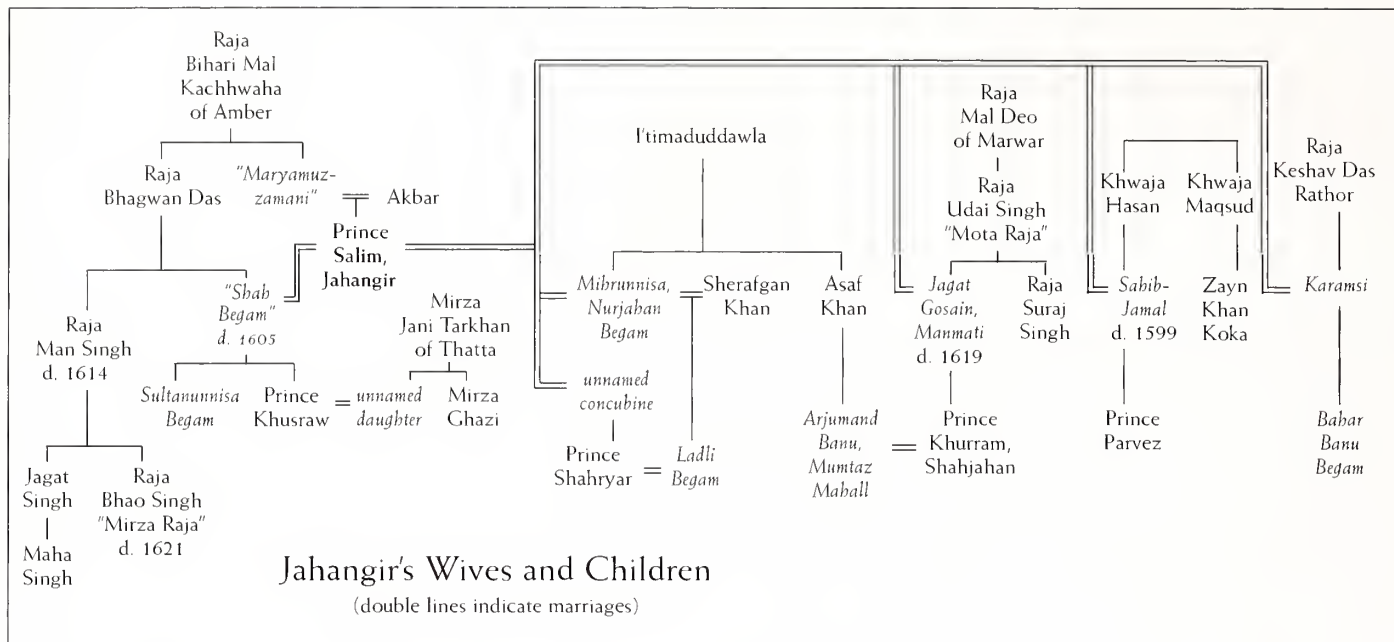 Raja
Bihari Mal
Kachhwaha
of Amber
Raja
Bhagwan Das
"Maryamuz-
zamani"
Akbar
Prince
Salim,
Jahangir
"Shah
Begam"
d. 1605
Raja
Man Singh
d. 1614
Sultanunnisa
Begam
Prince
Khusraw
unnamed
daughter
Mirza
Jani Tarkhan
of Thatta
Mirza
Ghazi
Jagat
Singh
Maha
Singh
Raja
Bhao Singh
"Mirza Raja"
d. 1621
I'timaduddawla
Mihrunnisa,
Nurjahan
Begam
Sherafgan
Khan
Asaf
Khan
unnamed
concubine
Prince
Shahryar
Ladli
Begam
Arjumand
Banu,
Mumtaz
Mahall
Raja
Mal Deo
of Marwar
Raja
Udai Singh
"Mota Raja"
Jagat
Gosain,
Manmati
d. 1619
Raja
Suraj
Singh
Prince
Khurram,
Shahjahan
Khwaja
Hasan
Khwaja
Maqsud
Sahib-
Jamal
d. 1599
Zayn
Khan
Koka
Prince
Parvez
Raja
Keshav Das
Rathor
Karamsi
Bahar
Banu
Begam
Jahangir's Wives and Children
(double lines indicate marriages)